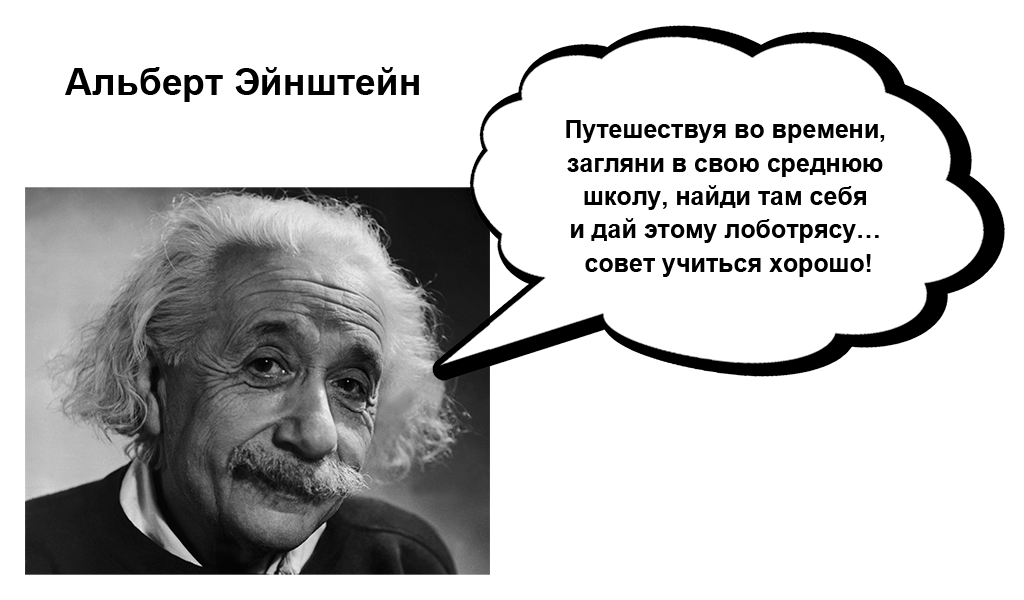 Альберт Эйнштейн
Путешествуя во времени,
загляни в свою среднюю
школу, найди там себя
и дай этому лоботрясу...
совет учиться хорошо!